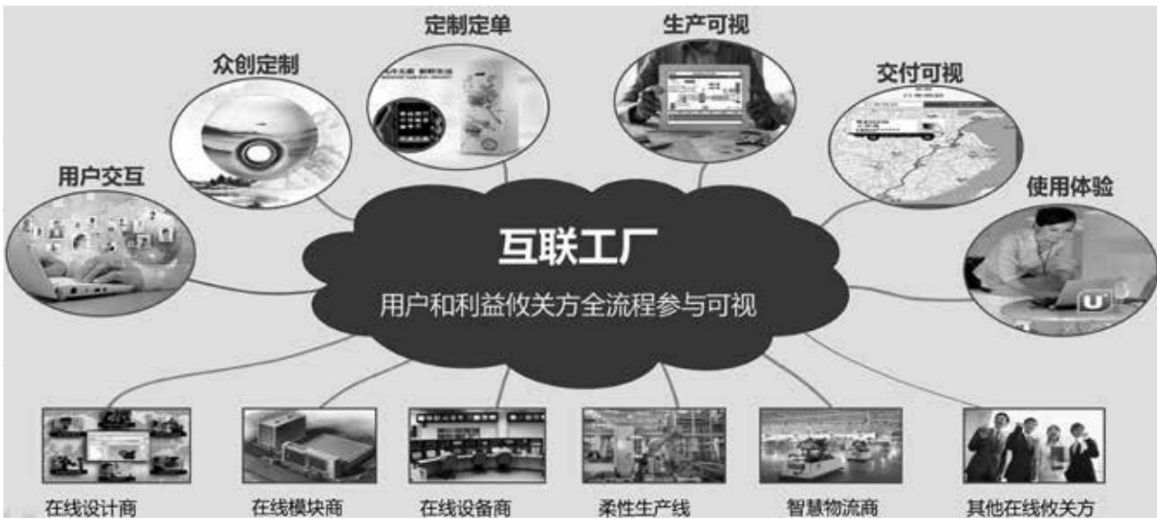 定制定单
生产可视
众创定制
交付可视
用户交互
使用体验
互联工厂
用户和利益攸关方全流程参与可视
U
在线设计商
在线模块商
在线设备商
柔性生产线
智慧物流商
其他在线攸关方